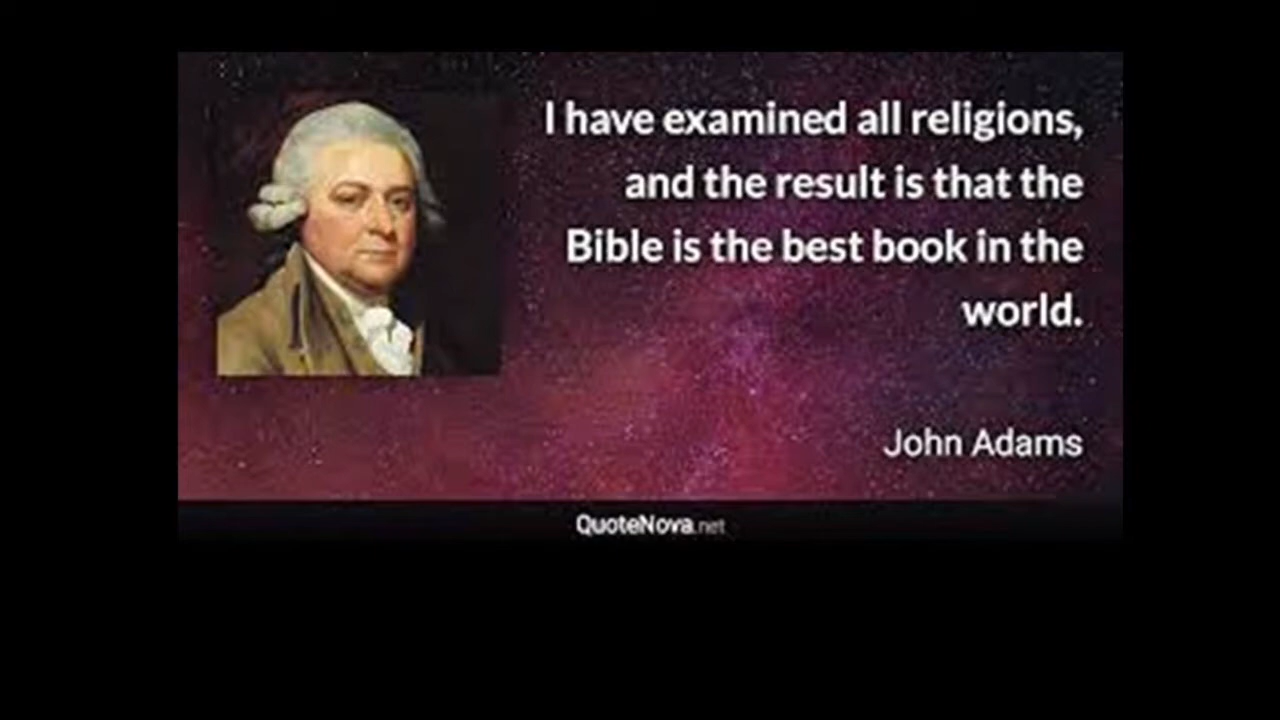 I have examined all religions,
and the result is that the
Bible is the best book in the
world.
John Adams
QuoteNova.net